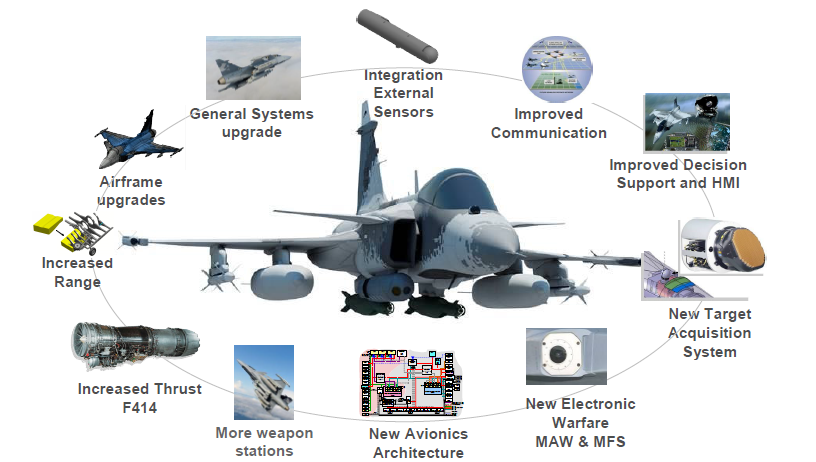 Integration
External
Sensors
General Systems
upgrade
Improved
Communication
Airframe
upgrades
Improved Decision
Support and HMI
Increased
Range
New Target
Acquisition
System
Increased Thrust
F414
More weapon
stations
New Avionics
Architecture
New Electronic
Warfare
MAW & MFS